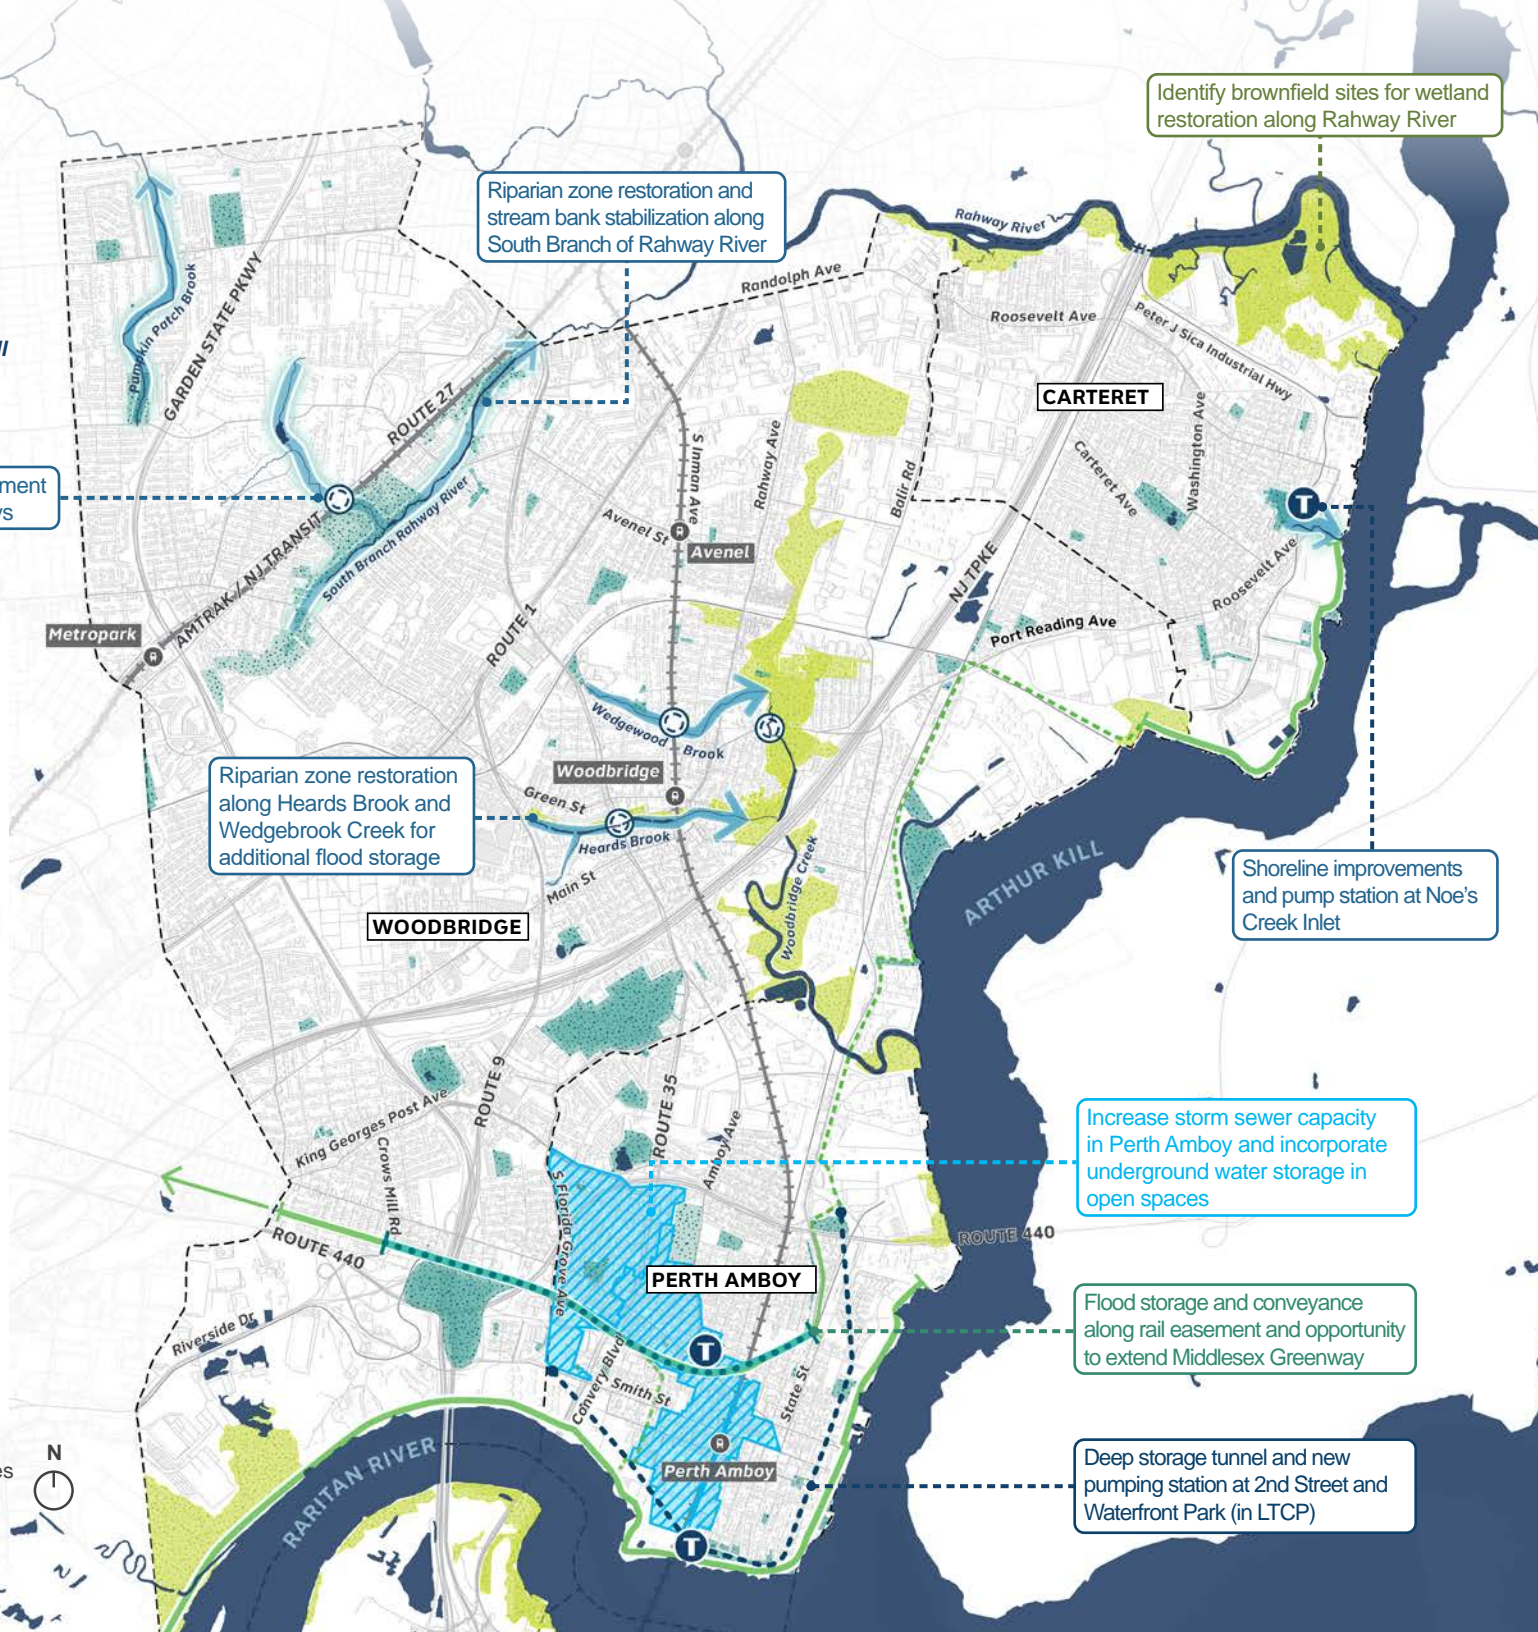 Identify brownfield sites for wetland
restoration along Rahway River
Riparian zone restoration and
stream bank stabilization along
South Branch of Rahway River
Rahway River
Randolph Ave
Roosevelt Ave
Peter J Sica Industrial Hwy
Pumpkin Patch Brook
GARDEN STATE PKWY
ROUTE 27
CARTERET
Washington Ave
Carteret Ave
S Inman Ave
Rahway Ave
Balir Rd
ment
ys
South Branch Rahway River
Avenel St
Avenel
T
NJ TPKE
AMTRAK / NJ TRANSIT
Roosevelt Ave
Metropark
ROUTE 1
Port Reading Ave
Wedgewood Brook
Woodbridge
Riparian zone restoration
along Heards Brook and
Wedgebrook Creek for
additional flood storage
Green St
Heards Brook
Main St
Woodbridge Creek
ARTHUR KILL
Shoreline improvements
and pump station at Noe's
Creek Inlet
WOODBRIDGE
ROUTE 9
ROUTE 35
King Georges Post Ave
Crows Mill Rd
Amboy Ave
Increase storm sewer capacity
in Perth Amboy and incorporate
underground water storage in
open spaces
S Florida Grove Ave
ROUTE 440
ROUTE 440
PERTH AMBOY
Flood storage and conveyance
along rail easement and opportunity
to extend Middlesex Greenway
Riverside Dr
T
Convery Blvd
Smith St
State St
Perth Amboy
RARITAN RIVER
Deep storage tunnel and new
pumping station at 2nd Street and
Waterfront Park (in LTCP)
N
es
T